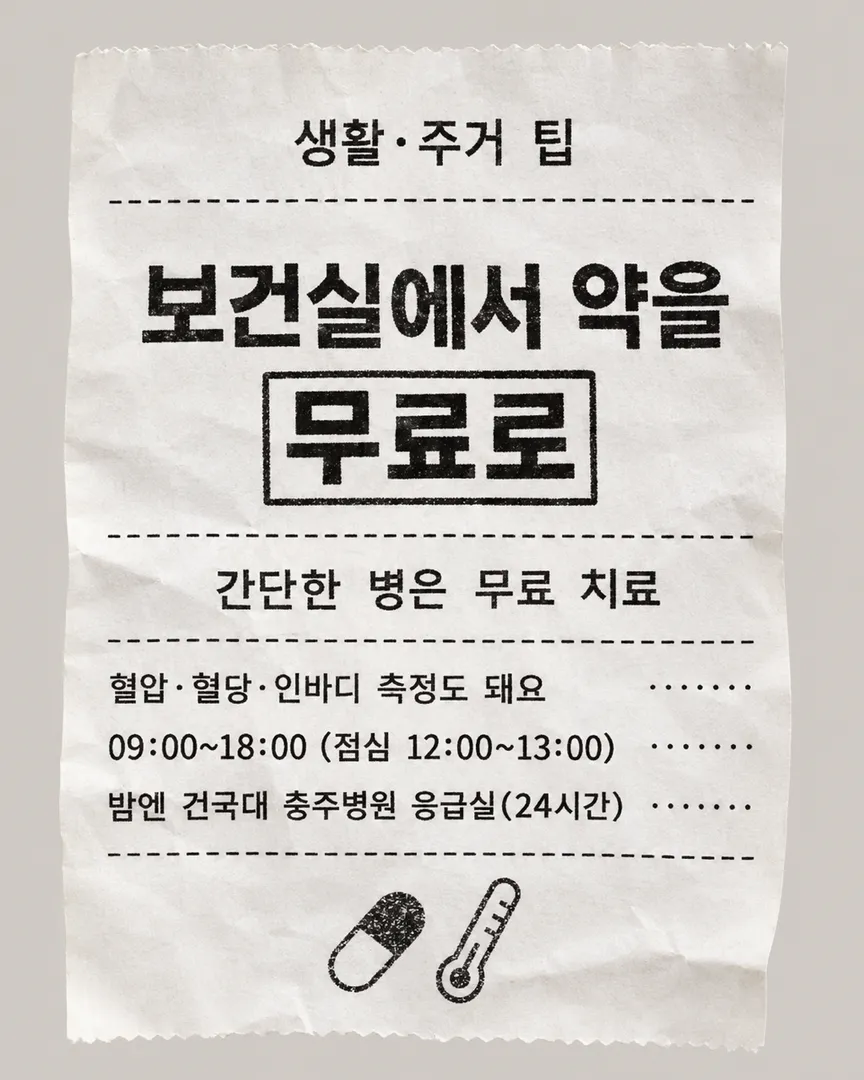 생활·주거 팁
보건실에서 약을
무료로
간단한 병은 무료 치료
혈압·혈당·인바디 측정도 돼요 .......
09:00~18:00 (점심 12:00~13:00) .......
밤엔 건국대 충주병원 응급실(24시간) .......